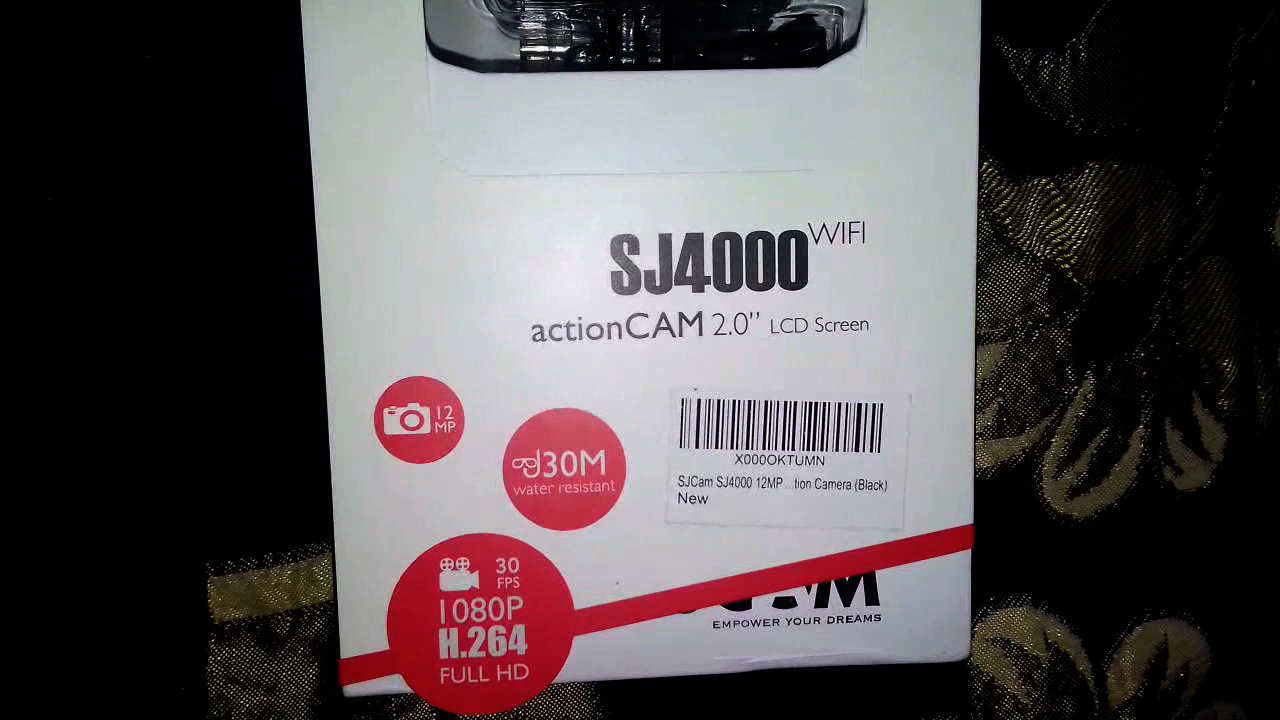 SJ4000 WIFI
actionCAM 2.0" LCD Screen
12
MP
30M
water resistant
X000OKTUMN
SJCam SJ4000 12MP ...tion Camera (Black)
New
30
FPS
1080P
H.264
FULL HD
EMPOWER YOUR DREAMS